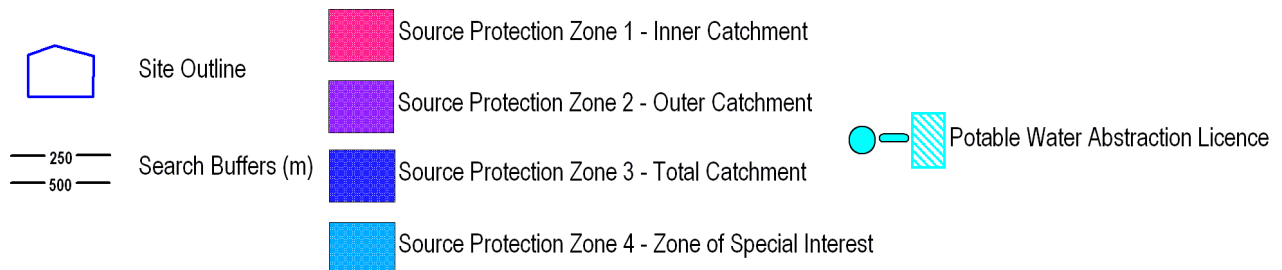 Site Outline
250
500
Search Buffers (m)
Source Protection Zone 1 - Inner Catchment
Source Protection Zone 2 - Outer Catchment
Source Protection Zone 3 - Total Catchment
Source Protection Zone 4 - Zone of Special Interest
Potable Water Abstraction Licence